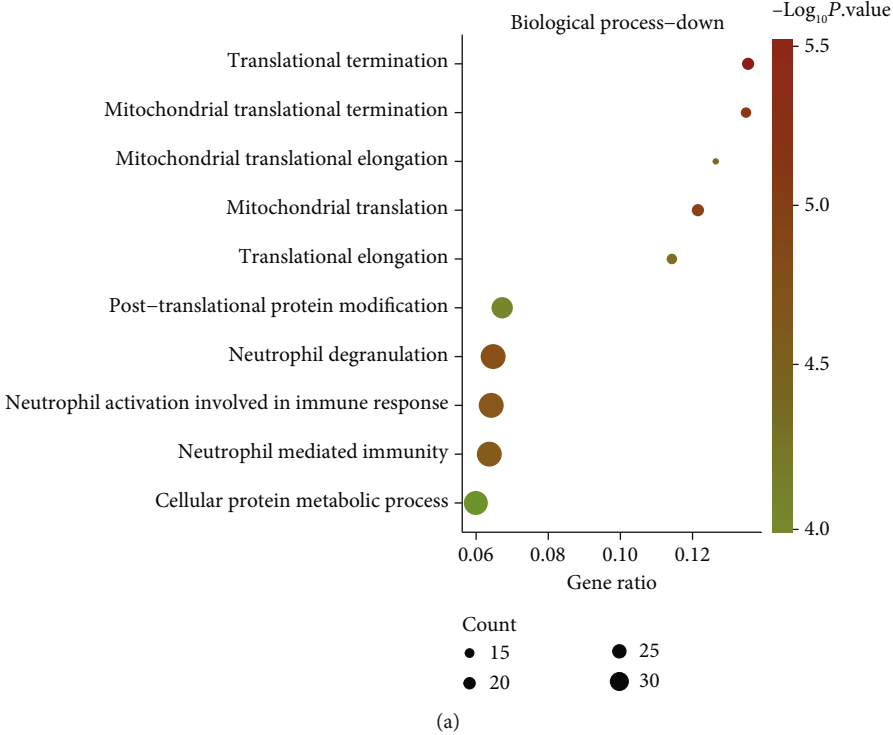 Biological process−down
−Log₁₀P.value
Translational termination
Mitochondrial translational termination
Mitochondrial translational elongation
Mitochondrial translation
Translational elongation
Post−translational protein modification
Neutrophil degranulation
Neutrophil activation involved in immune response
Neutrophil mediated immunity
Cellular protein metabolic process
5.5
5.0
4.5
4.0
0.06 0.08 0.10 0.12
Gene ratio
Count
15 25
20 30
(a)